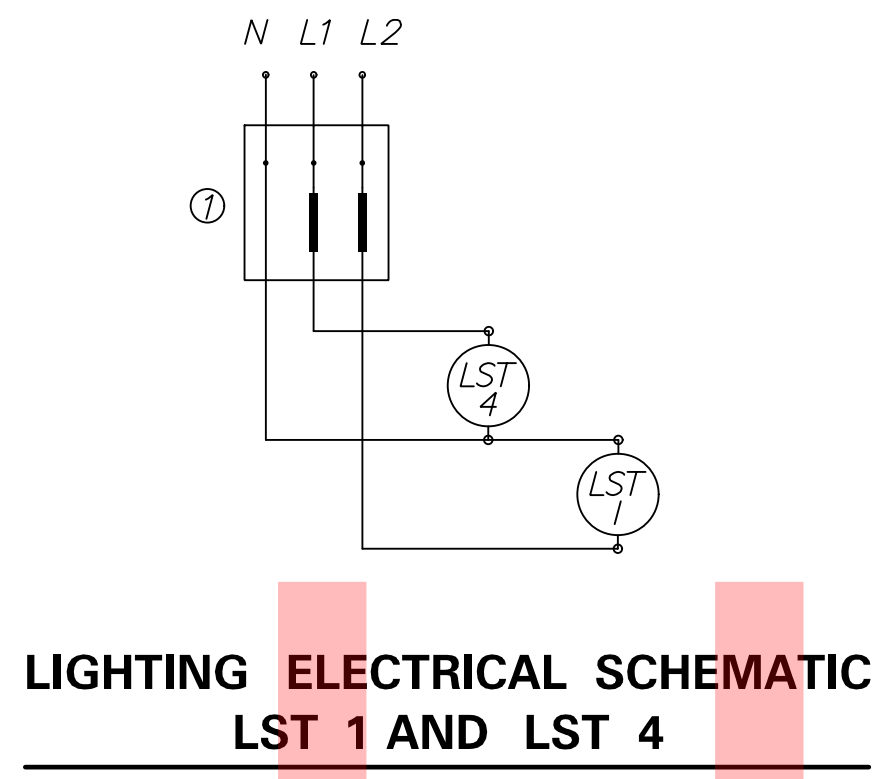 N L1 L2
1
LST
4
LST
1
LIGHTING ELECTRICAL SCHEMATIC
LST 1 AND LST 4